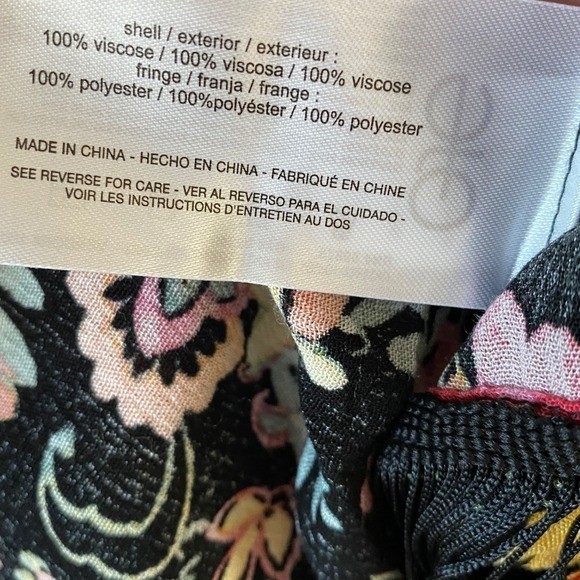 shell / exterior / exterieur :
100% viscose / 100% viscosa / 100% viscose
fringe / franja / frange :
100% polyester / 100%polyéster / 100% polyester
MADE IN CHINA - HECHO EN CHINA - FABRIQUÉ EN CHINE
SEE REVERSE FOR CARE - VER AL REVERSO PARA EL CUIDADO -
VOIR LES INSTRUCTIONS D'ENTRETIEN AU DOS